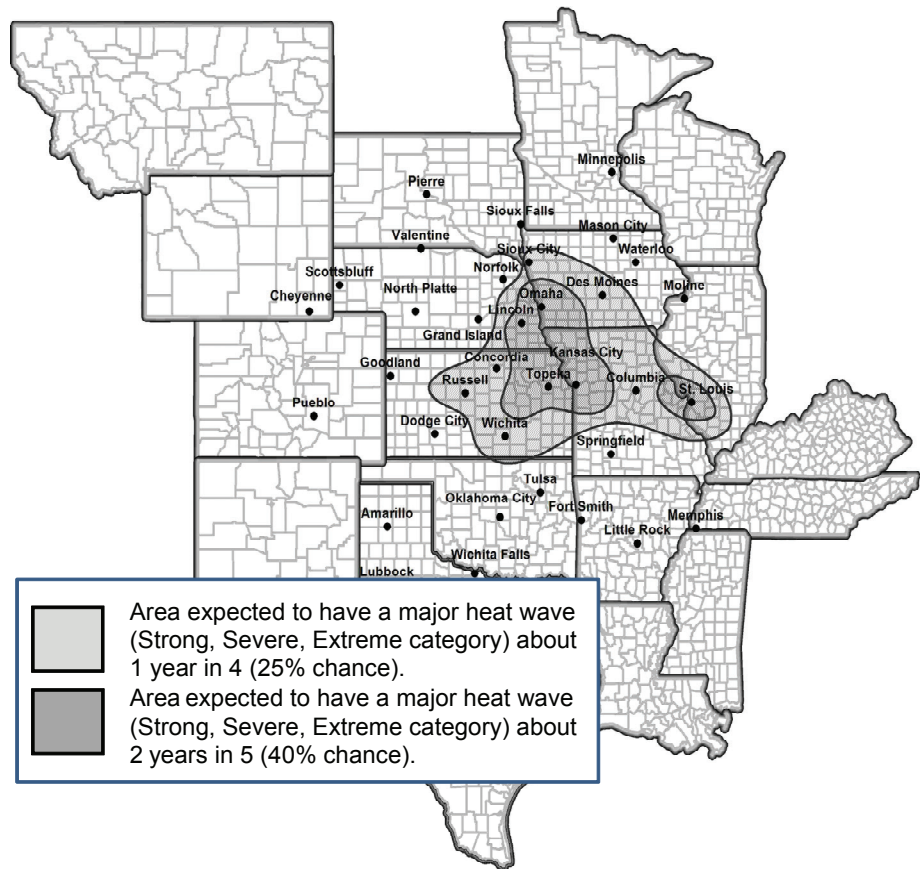 Minnepolis
Pierre
Sioux Falls
Mason City
Valentine
Sioux City
Waterloo
Scottsbluff
Norfolk
Cheyenne
North Platte
Omaha
Des Moines
Moline
Lincoln
Grand Island
Goodland
Concordia
Kansas City
Russell
Topeka
Columbia
St. Louis
Pueblo
Dodge City
Wichita
Springfield
Tulsa
Oklahoma City
Fort Smith
Amarillo
Memphis
Little Rock
Wichita Falls
Lubbock
Area expected to have a major heat wave
(Strong, Severe, Extreme category) about
1 year in 4 (25% chance).
Area expected to have a major heat wave
(Strong, Severe, Extreme category) about
2 years in 5 (40% chance).